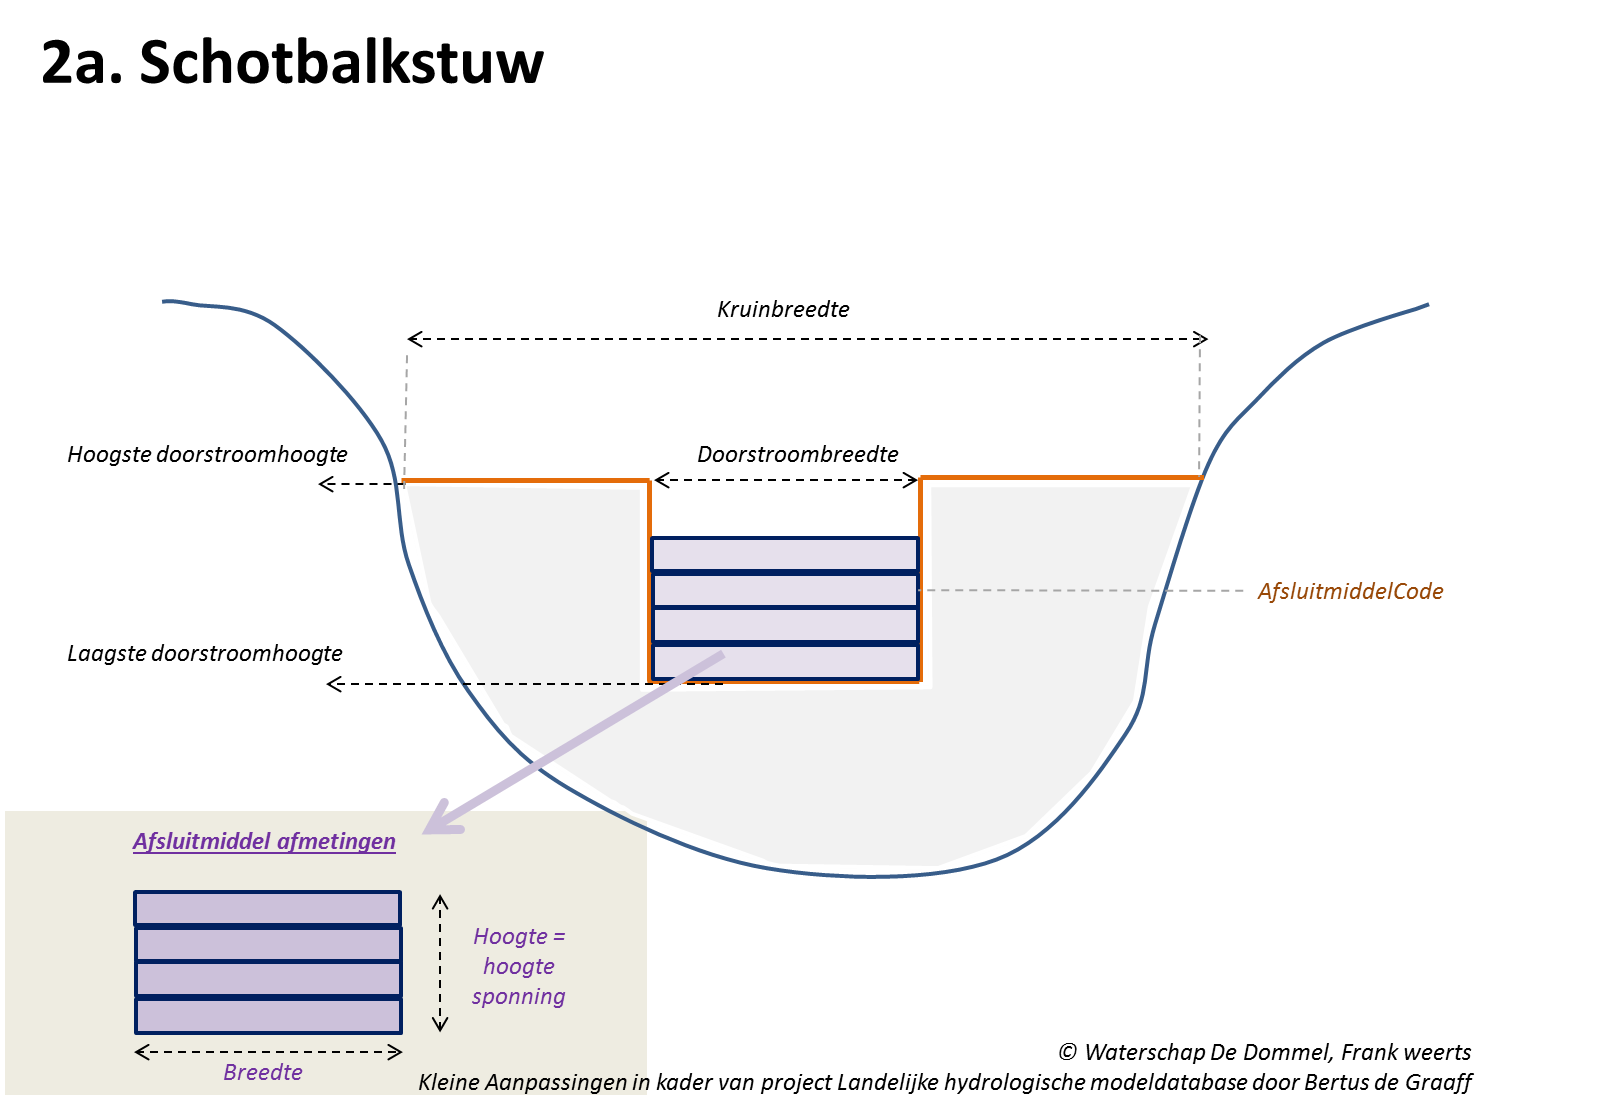 2a. Schotbalkstuw
Kruinbreedte
Hoogste doorstroomhoogte
Doorstroombreedte
AfsluitmiddelCode
Laagste doorstroomhoogte
Afsluitmiddel afmetingen
Hoogte =
hoogte
sponning
Breedte
© Waterschap De Dommel, Frank weerts
Kleine Aanpassingen in kader van project Landelijke hydrologische modeldatabase door Bertus de Graaff